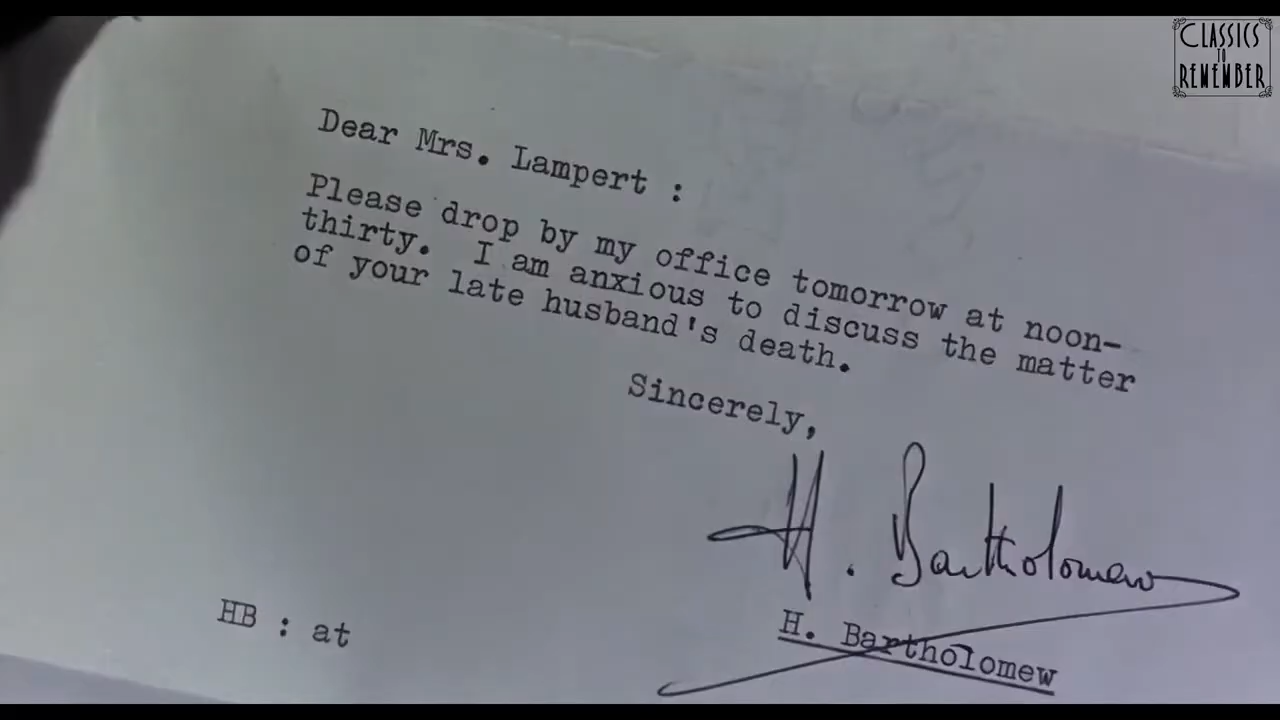 CLASSICS
TO
REMEMBER
Dear Mrs. Lampert :
Please drop by my office tomorrow at noon-
thirty. I am anxious to discuss the matter
of your late husband's death.
Sincerely,
H. Bartholomew
H. Bartholomew
HB : at